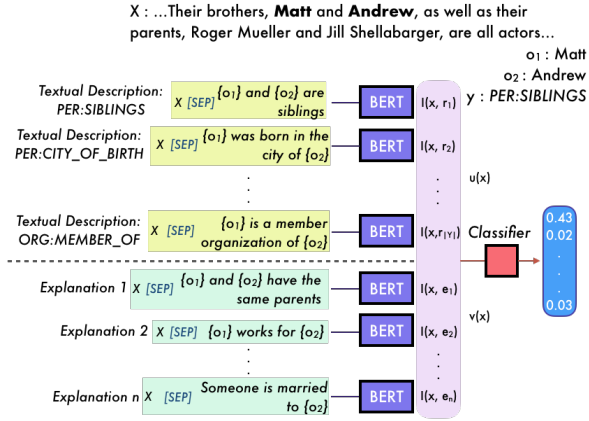 X : ...Their brothers, Matt and Andrew, as well as their
parents, Roger Mueller and Jill Shellabarger, are all actors...
o1 : Matt
o2 : Andrew
y : PER:SIBLINGS
Textual Description:
PER:SIBLINGS
X [SEP] {o1} and {o2} are
siblings
BERT
I(x, r1)
Textual Description:
PER:CITY_OF_BIRTH
X [SEP] {o1} was born in the
city of {o2}
BERT
I(x, r2)
.
.
.
.
.
.
u(x)
Textual Description:
ORG:MEMBER_OF
X [SEP] {o1} is a member
organization of {o2}
BERT
I(x,r|Y|)
Classifier
0.43
0.02
.
.
.
0.03
Explanation 1
X [SEP] {o1} and {o2} have the
same parents
BERT
I(x, e1)
v(x)
Explanation 2
X [SEP] {o1} works for {o2}
BERT
I(x, e2)
.
.
.
.
.
.
Explanation n
X [SEP] Someone is married
to {o2}
BERT
I(x, en)